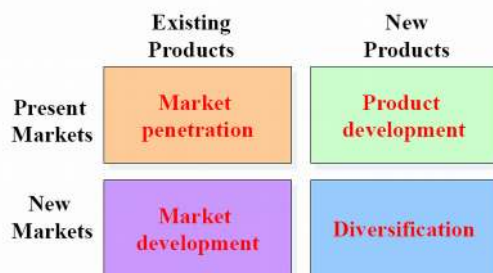 Existing
Products
New
Products
Present
Markets
Market
penetration
Product
development
New
Markets
Market
development
Diversification